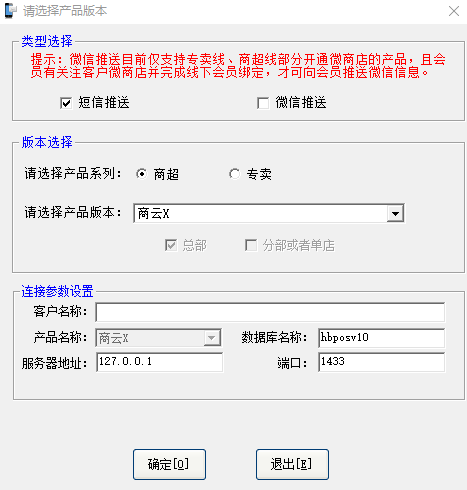 请选择产品版本
类型选择
提示：微信推送目前仅支持专卖线、商超线部分开通微商店的产品，且会
员有关注客户微商店并完成线下会员绑定，才可向会员推送微信信息。
短信推送 微信推送
版本选择
请选择产品系列： 商超 专卖
请选择产品版本： 商云X
总部 分部或者单店
连接参数设置
客户名称：
产品名称： 商云X 数据库名称： hbposv10
服务器地址： 127.0.0.1 端口： 1433
确定[O] 退出[E]